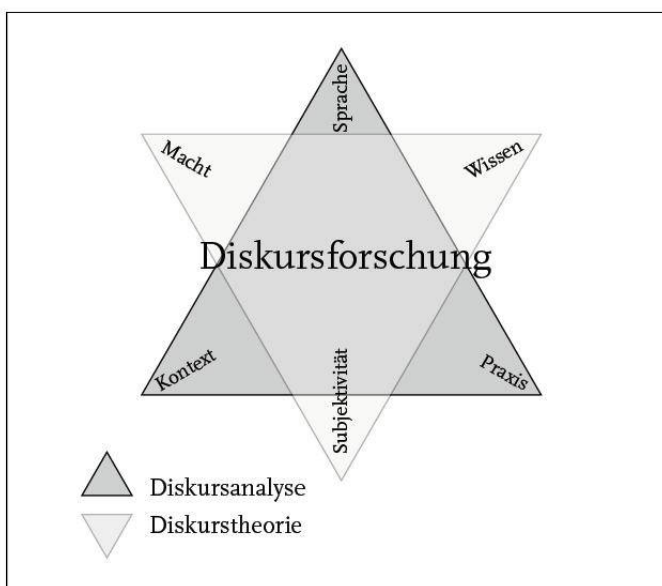 Sprache
Macht
Wissen
Diskursforschung
Kontext
Subjektivität
Praxis
Diskursanalyse
Diskurstheorie